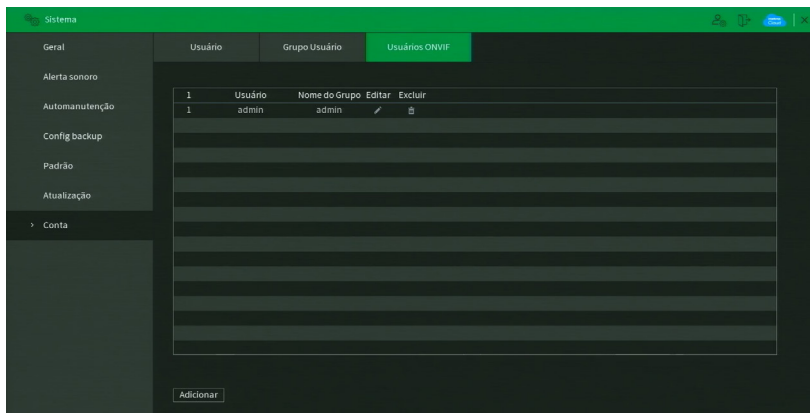 Sistema
Geral
Alerta sonoro
Automanutenção
Config backup
Padrão
Atualização
> Conta
Usuário Grupo Usuário Usuários ONVIF
1 Usuário Nome do Grupo Editar Excluir
1 admin admin
Adicionar